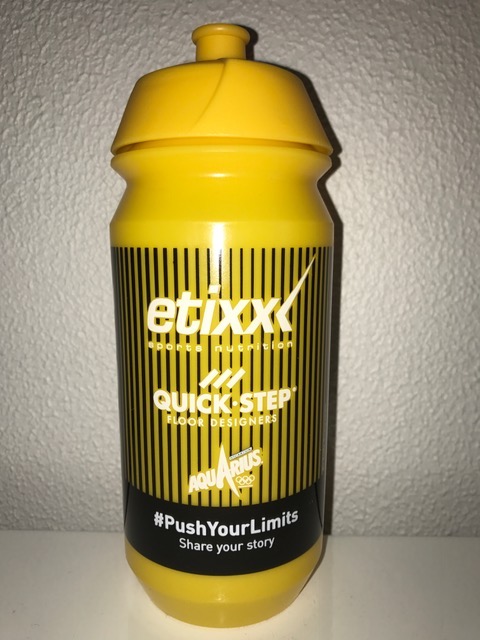 etixx
sports nutrition
QUICK·STEP®
FLOOR DESIGNERS
AQUARIUS
#PushYourLimits
Share your story